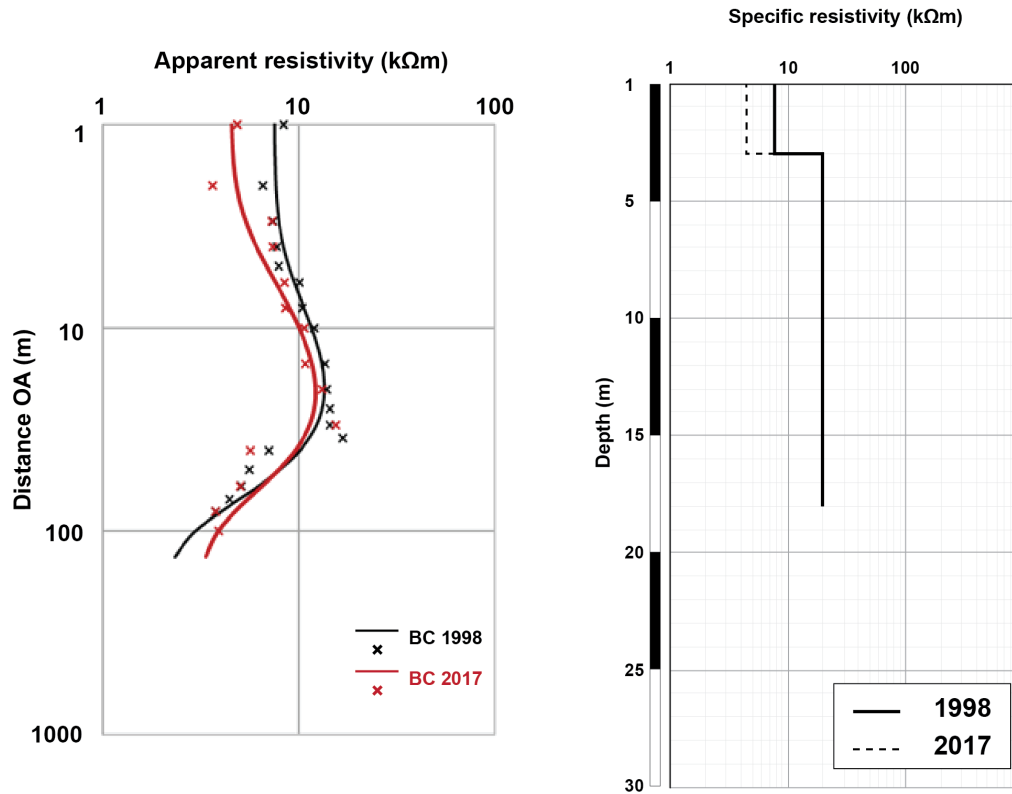 Apparent resistivity (kΩm)
1 10 100
1
10
100
1000
Distance OA (m)
BC 1998
BC 2017
Specific resistivity (kΩm)
1 10 100
1
5
10
15
20
25
30
Depth (m)
1998
2017